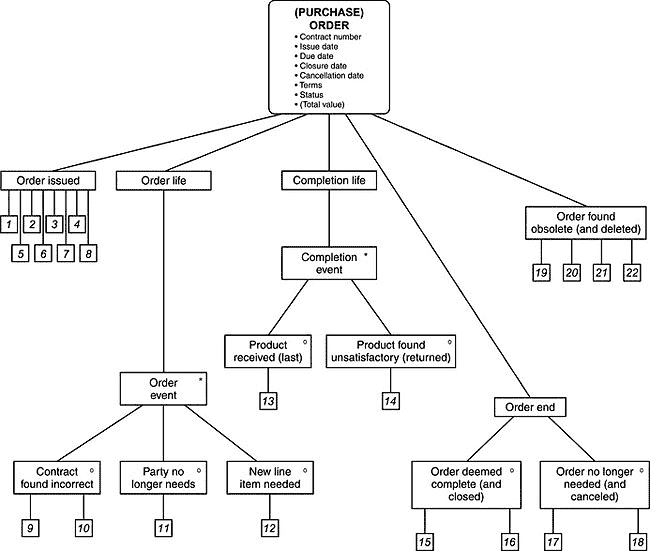 (PURCHASE)
ORDER
• Contract number
• Issue date
• Due date
• Closure date
• Cancellation date
• Terms
• Status
• (Total value)
Order issued
Order life
Completion life
1
2
3
4
5
6
7
8
Order found
obsolete (and deleted)
19
20
21
22
Completion *
event
Product o
received (last)
Product found o
unsatisfactory (returned)
13
14
Order *
event
Order end
Contract o
found incorrect
Party no o
longer needs
New line o
item needed
Order deemed o
complete (and
closed)
Order no longer o
needed (and
canceled)
9
10
11
12
15
16
17
18